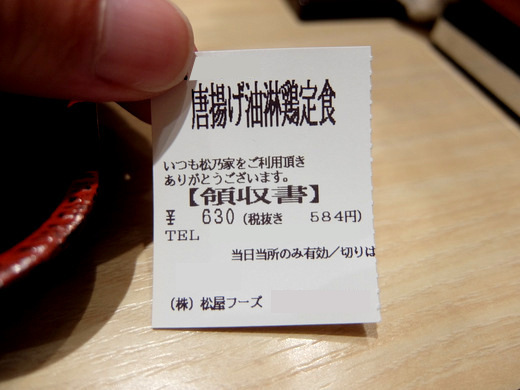 唐揚げ油淋鶏定食
いつも松乃家をご利用頂き
ありがとうございます。
【領収書】
¥ 630(税抜き 584円)
TEL
当日当所のみ有効/切りは
(株)松屋フーズ